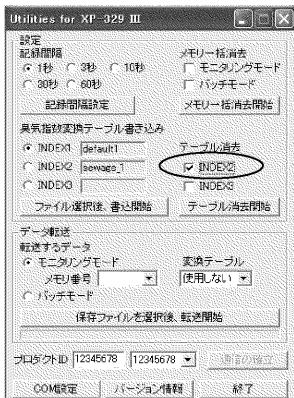 Utilities for XP-329 Ⅲ
設定
記録間隔
1秒 3秒 10秒
30秒 60秒
記録間隔設定
メモリー括消去
モニタリングモード
バッチモード
メモリー括消去開始
臭気指数変換テーブル書き込み
INDEX1 default1
INDEX2 sewage_1
INDEX3
ファイル選択後、書込開始
テーブル消去
INDEX2
INDEX3
テーブル消去開始
データ転送
転送するデータ
モニタリングモード
メモリ番号
バッチモード
変換テーブル
使用しない
保存ファイルを選択後、転送開始
プロダクトID 12345678 12345678 通信の確立
COM設定 バージョン情報 終了